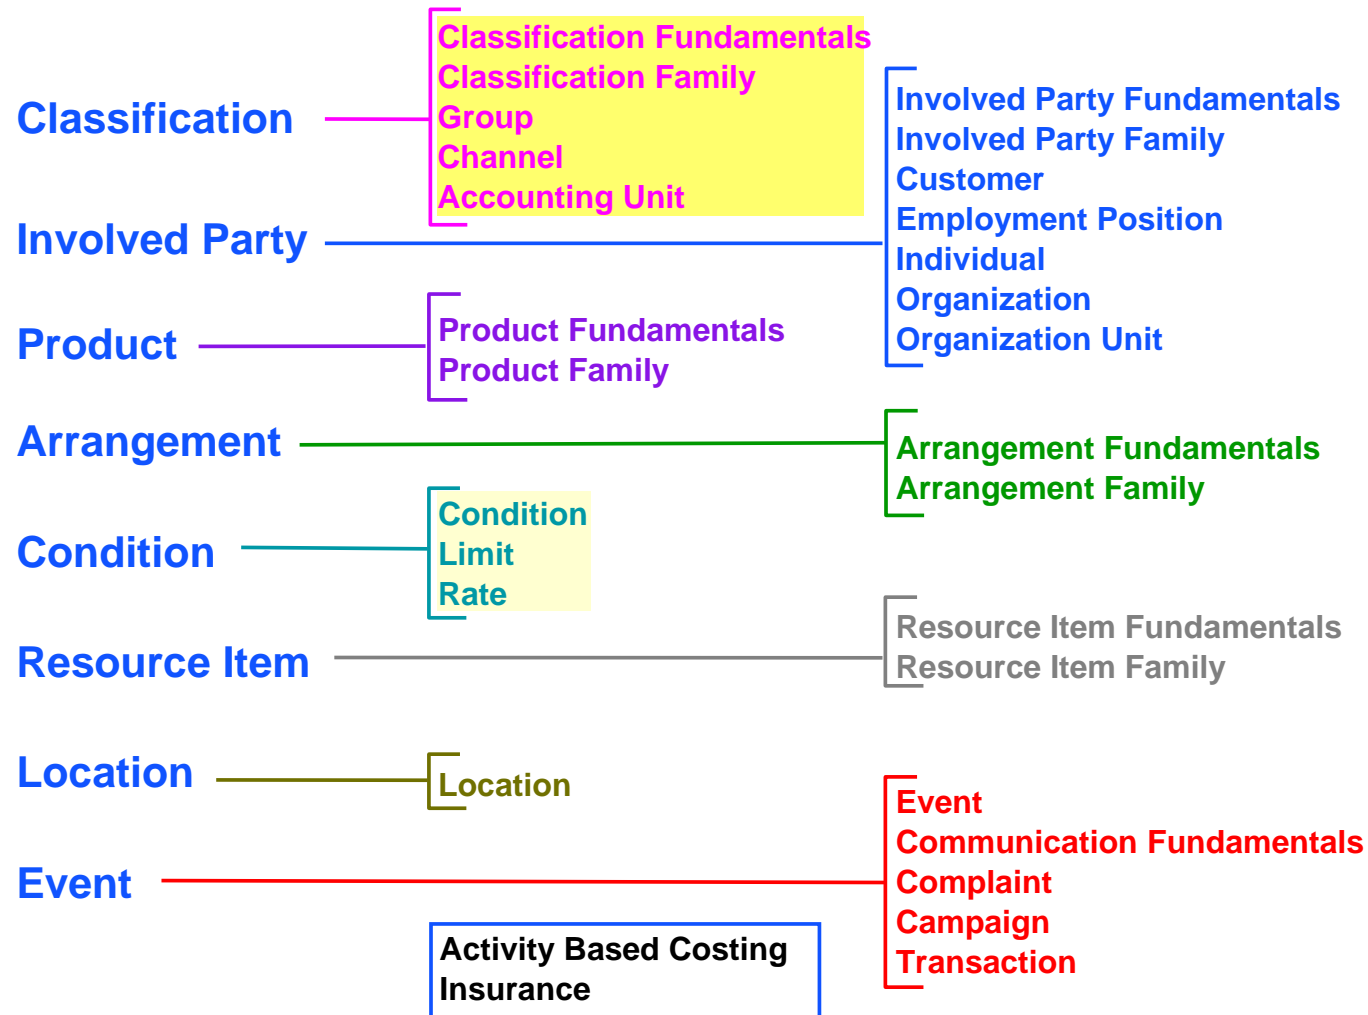 Classification
Classification Fundamentals
Classification Family
Group
Channel
Accounting Unit
Involved Party
Involved Party Fundamentals
Involved Party Family
Customer
Employment Position
Individual
Organization
Organization Unit
Product
Product Fundamentals
Product Family
Arrangement
Arrangement Fundamentals
Arrangement Family
Condition
Condition
Limit
Rate
Resource Item
Resource Item Fundamentals
Resource Item Family
Location
Location
Event
Event
Communication Fundamentals
Complaint
Campaign
Transaction
Activity Based Costing
Insurance